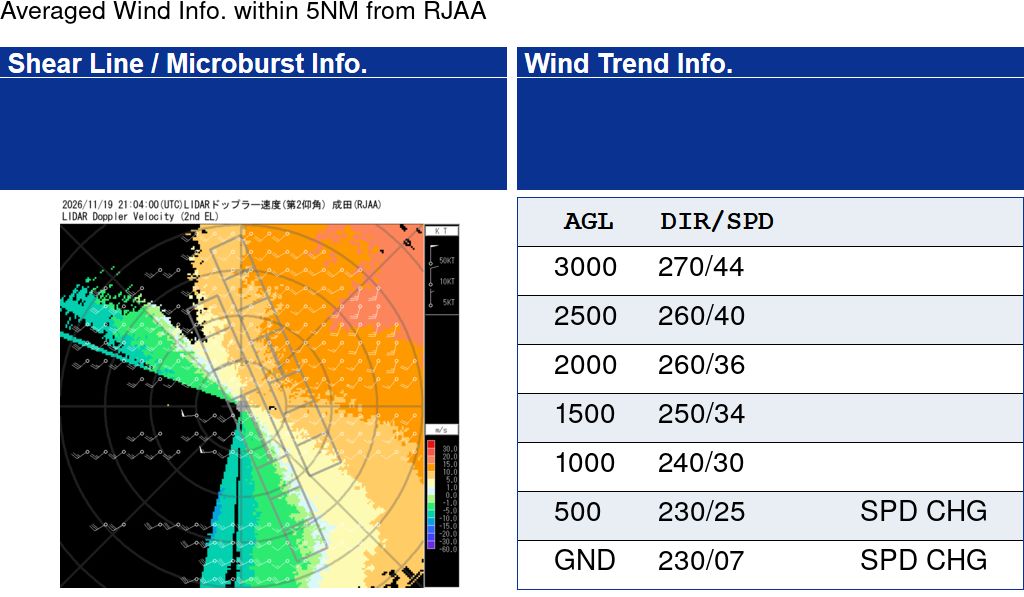 Averaged Wind Info. within 5NM from RJAA
Shear Line / Microburst Info.
Wind Trend Info.
2026/11/19 21:04:00(UTC)LIDARドップラー速度(第2仰角) 成田(RJAA)
LIDAR Doppler Velocity (2nd EL)
K T
50KT
10KT
5KT
m/s
30.0
20.0
15.0
10.0
5.0
1.0
0.0
-1.0
-5.0
-10.0
-15.0
-20.0
-30.0
-60.0
AGL DIR/SPD
3000 270/44
2500 260/40
2000 260/36
1500 250/34
1000 240/30
500 230/25 SPD CHG
GND 230/07 SPD CHG